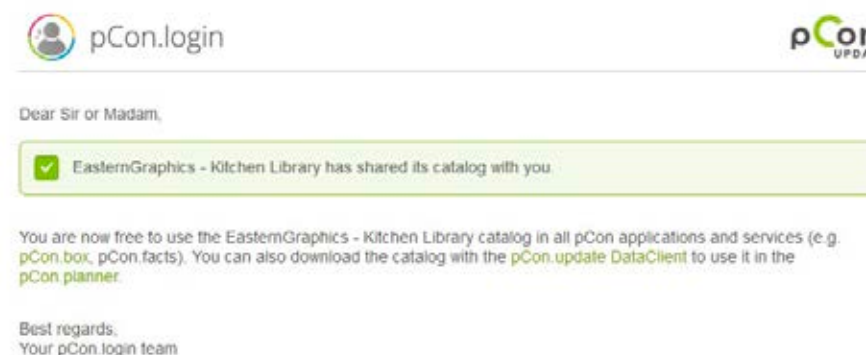 pCon.login
pCon
UPDA
Dear Sir or Madam,
EasternGraphics - Kitchen Library has shared its catalog with you.
You are now free to use the EasternGraphics - Kitchen Library catalog in all pCon applications and services (e.g.
pCon.box, pCon.facts). You can also download the catalog with the pCon.update DataClient to use it in the
pCon.planner.
Best regards,
Your pCon.login team